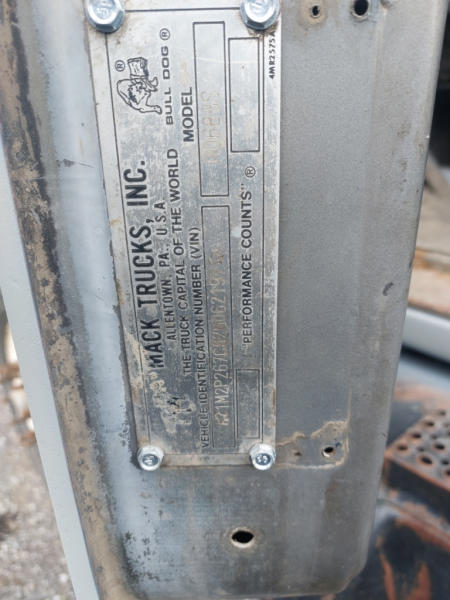 ®
BULL DOG®
"MACK TRUCKS, INC.
ALLENTOWN, PA., U.S.A
THE TRUCK CAPITAL OF THE WORLD
MODEL
VEHICLE IDENTIFICATION NUMBER (VIN)
"PERFORMANCE COUNTS"®
4MR2575A